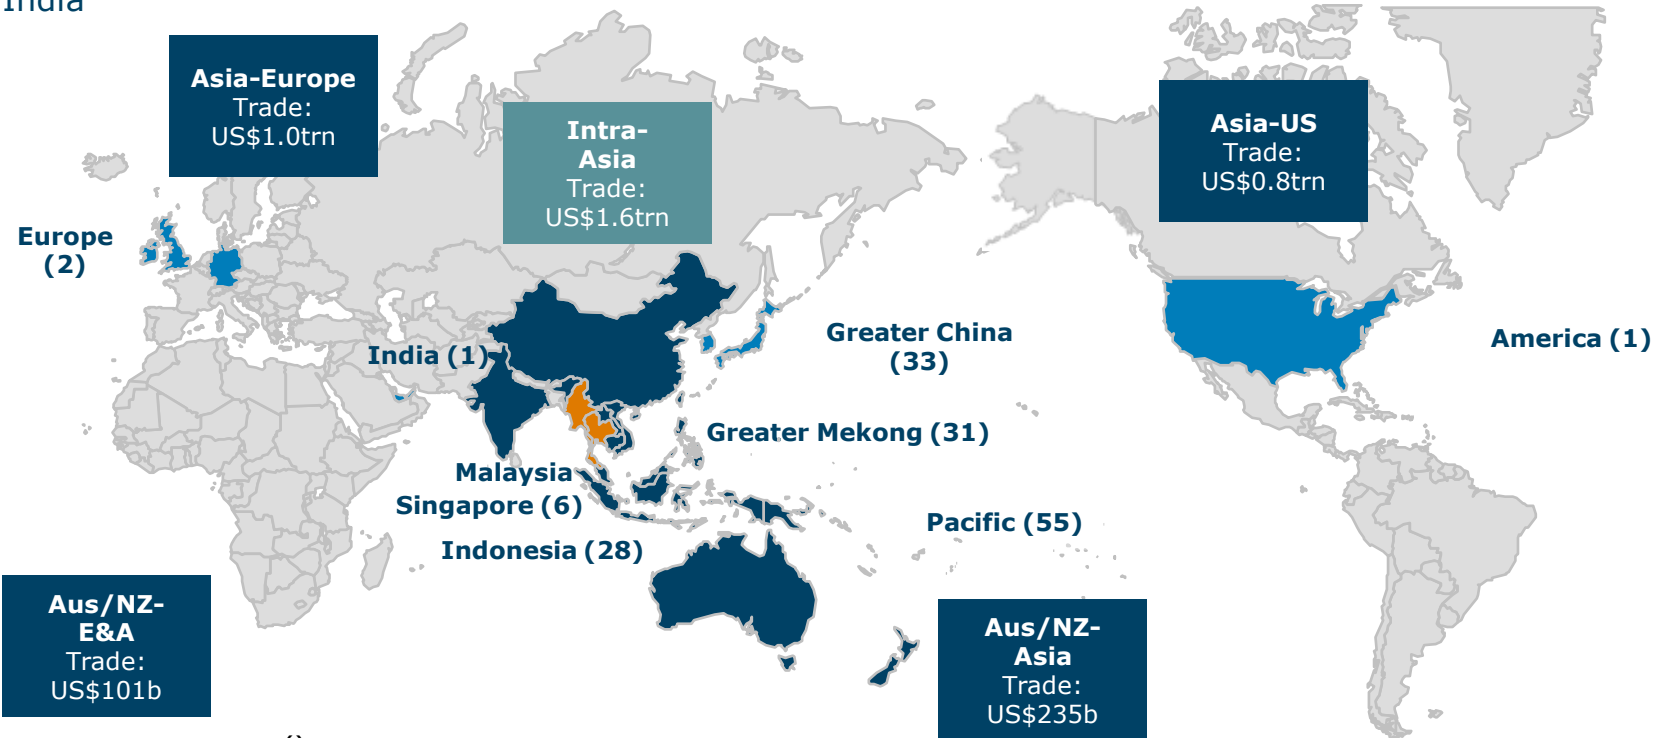 India
Asia-Europe
Trade:
US$1.0trn
Intra-
Asia
Trade:
US$1.6trn
Asia-US
Trade:
US$0.8trn
Europe
(2)
Greater China
(33)
America (1)
India (1)
Greater Mekong (31)
Malaysia
Singapore (6)
Pacific (55)
Indonesia (28)
Aus/NZ-
E&A
Trade:
US$101b
Aus/NZ-
Asia
Trade:
US$235b